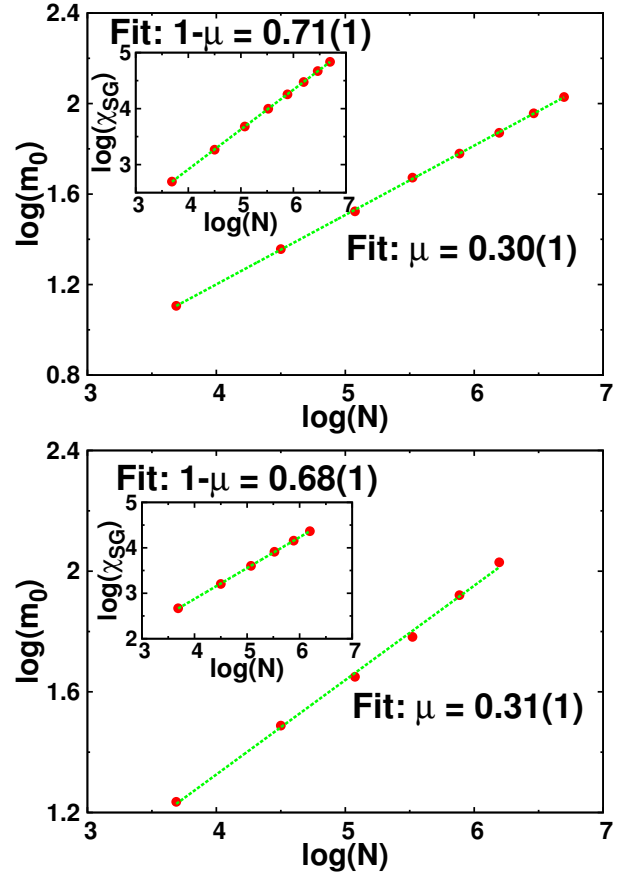 Fit: 1-μ = 0.71(1)
log(m0)
2.4
2
1.6
1.2
0.8
3 4 5 6 7
log(N)
log(χSG)
5
4
3
3 4 5 6 7
log(N)
Fit: μ = 0.30(1)
Fit: 1-μ = 0.68(1)
log(m0)
2.4
2
1.6
1.2
3 4 5 6 7
log(N)
log(χSG)
5
4
3
2
3 4 5 6 7
log(N)
Fit: μ = 0.31(1)